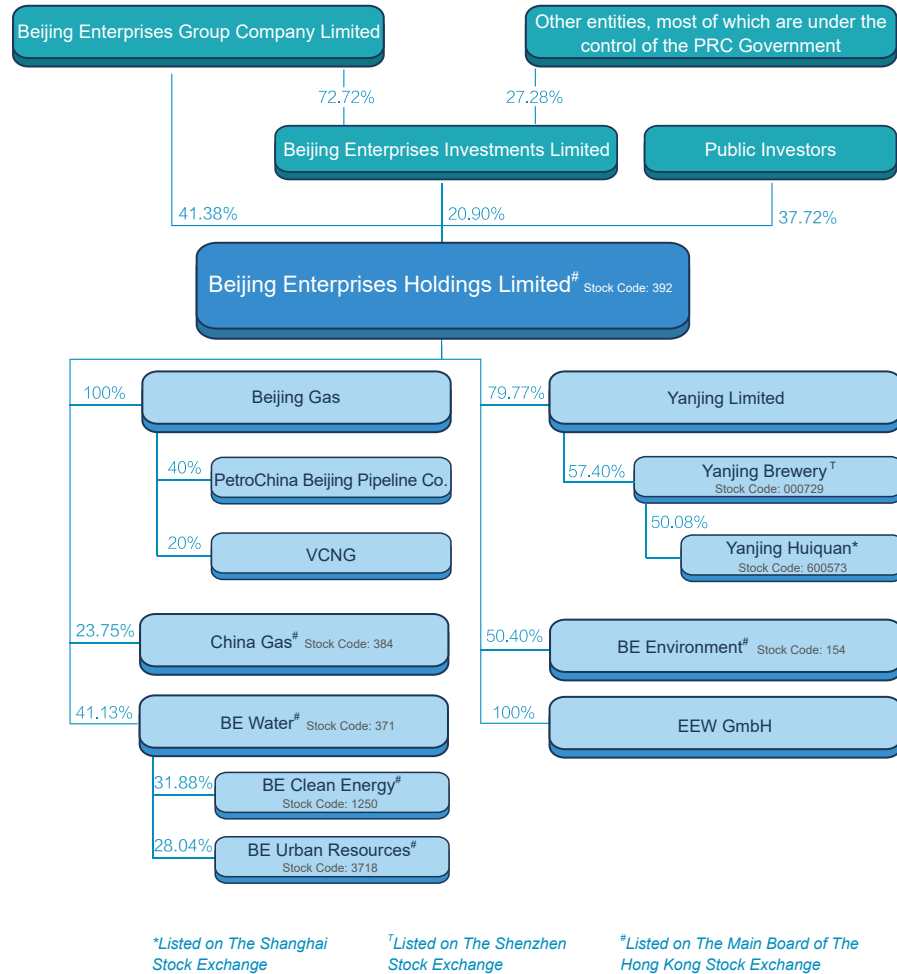 Beijing Enterprises Group Company Limited
Other entities, most of which are under the
control of the PRC Government
72.72%
27.28%
Beijing Enterprises Investments Limited
Public Investors
41.38%
20.90%
37.72%
Beijing Enterprises Holdings Limited# Stock Code: 392
100%
Beijing Gas
40%
PetroChina Beijing Pipeline Co.
20%
VCNG
23.75%
China Gas# Stock Code: 384
41.13%
BE Water# Stock Code: 371
31.88%
BE Clean Energy#
Stock Code: 1250
28.04%
BE Urban Resources#
Stock Code: 3718
79.77%
Yanjing Limited
57.40%
Yanjing Brewery T
Stock Code: 000729
50.08%
Yanjing Huiquan*
Stock Code: 600573
50.40%
BE Environment# Stock Code: 154
100%
EEW GmbH
*Listed on The Shanghai
Stock Exchange
TListed on The Shenzhen
Stock Exchange
#Listed on The Main Board of The
Hong Kong Stock Exchange